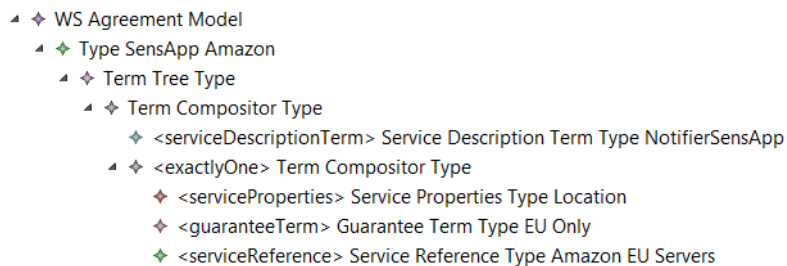 WS Agreement Model
Type SensApp Amazon
Term Tree Type
Term Compositor Type
<serviceDescriptionTerm> Service Description Term Type NotifierSensApp
<exactlyOne> Term Compositor Type
<serviceProperties> Service Properties Type Location
<guaranteeTerm> Guarantee Term Type EU Only
<serviceReference> Service Reference Type Amazon EU Servers